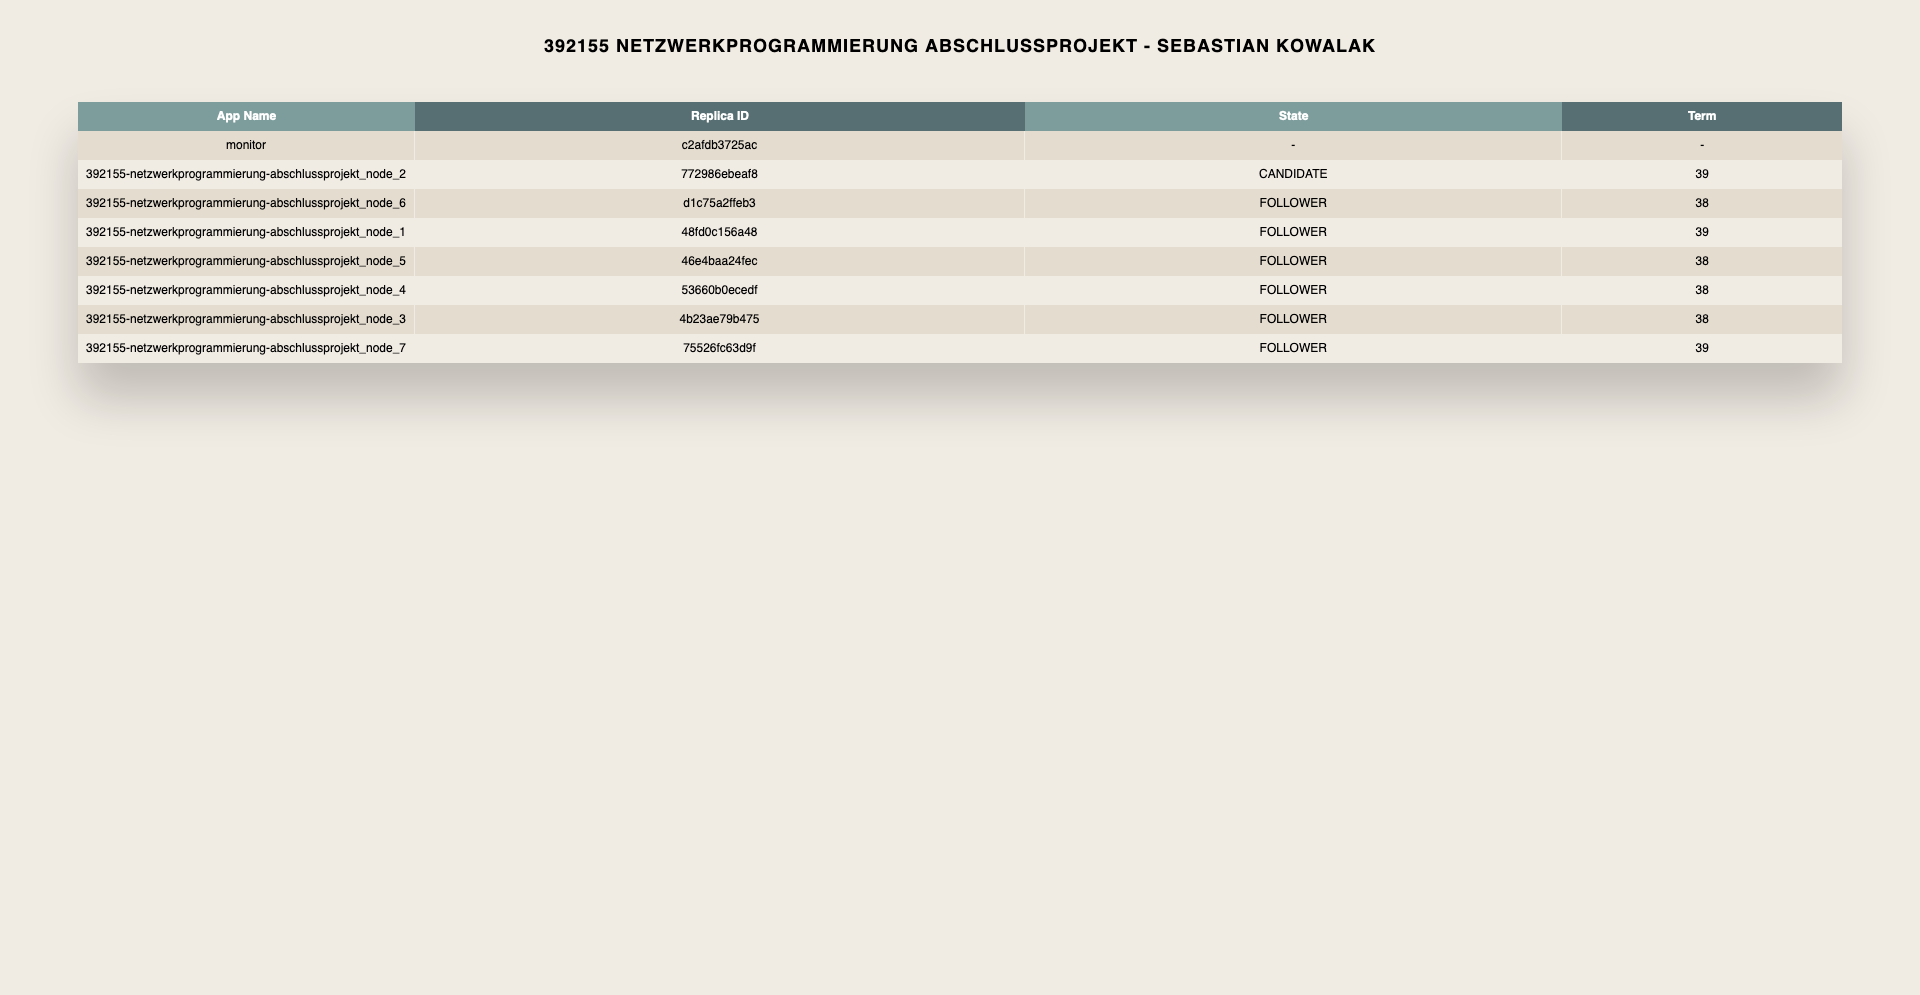 392155 NETZWERKPROGRAMMIERUNG ABSCHLUSSPROJEKT - SEBASTIAN KOWALAK
App Name Replica ID State Term
monitor c2afdb3725ac - -
392155-netzwerkprogrammierung-abschlussprojekt_node_2 772986ebeaf8 CANDIDATE 39
392155-netzwerkprogrammierung-abschlussprojekt_node_6 d1c75a2ffeb3 FOLLOWER 38
392155-netzwerkprogrammierung-abschlussprojekt_node_1 48fd0c156a48 FOLLOWER 39
392155-netzwerkprogrammierung-abschlussprojekt_node_5 46e4baa24fec FOLLOWER 38
392155-netzwerkprogrammierung-abschlussprojekt_node_4 53660b0ecedf FOLLOWER 38
392155-netzwerkprogrammierung-abschlussprojekt_node_3 4b23ae79b475 FOLLOWER 38
392155-netzwerkprogrammierung-abschlussprojekt_node_7 75526fc63d9f FOLLOWER 39